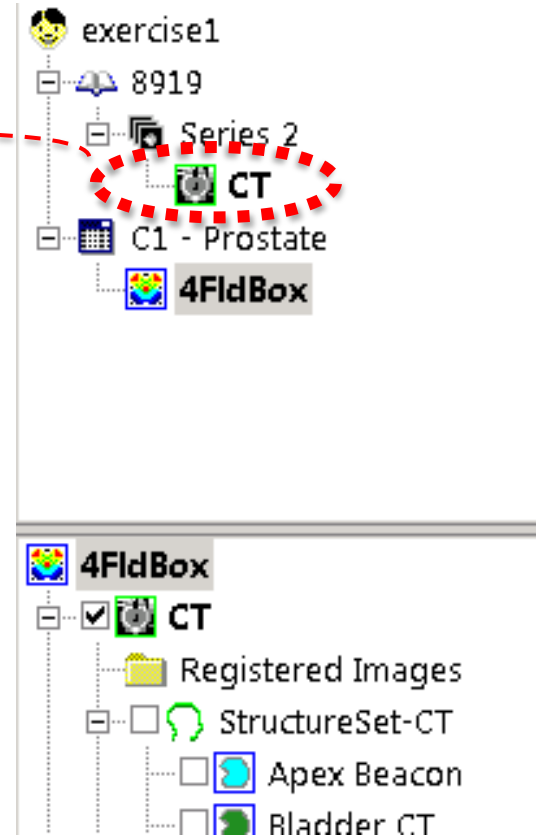 exercise1
8919
Series 2
CT
C1 - Prostate
4FldBox
4FldBox
CT
Registered Images
StructureSet-CT
Apex Beacon
Bladder CT